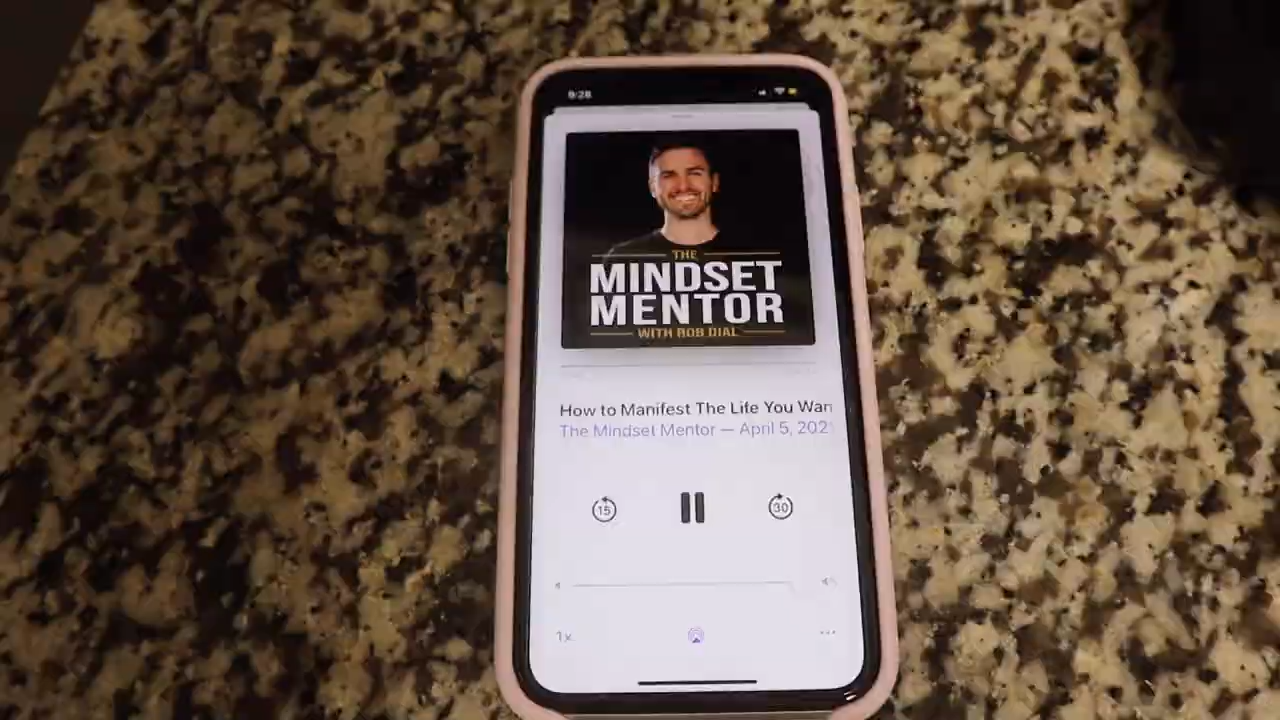 9:28
THE
MINDSET
MENTOR
WITH ROB DIAL
How to Manifest The Life You Wan
The Mindset Mentor — April 5, 2021
15
30
1x